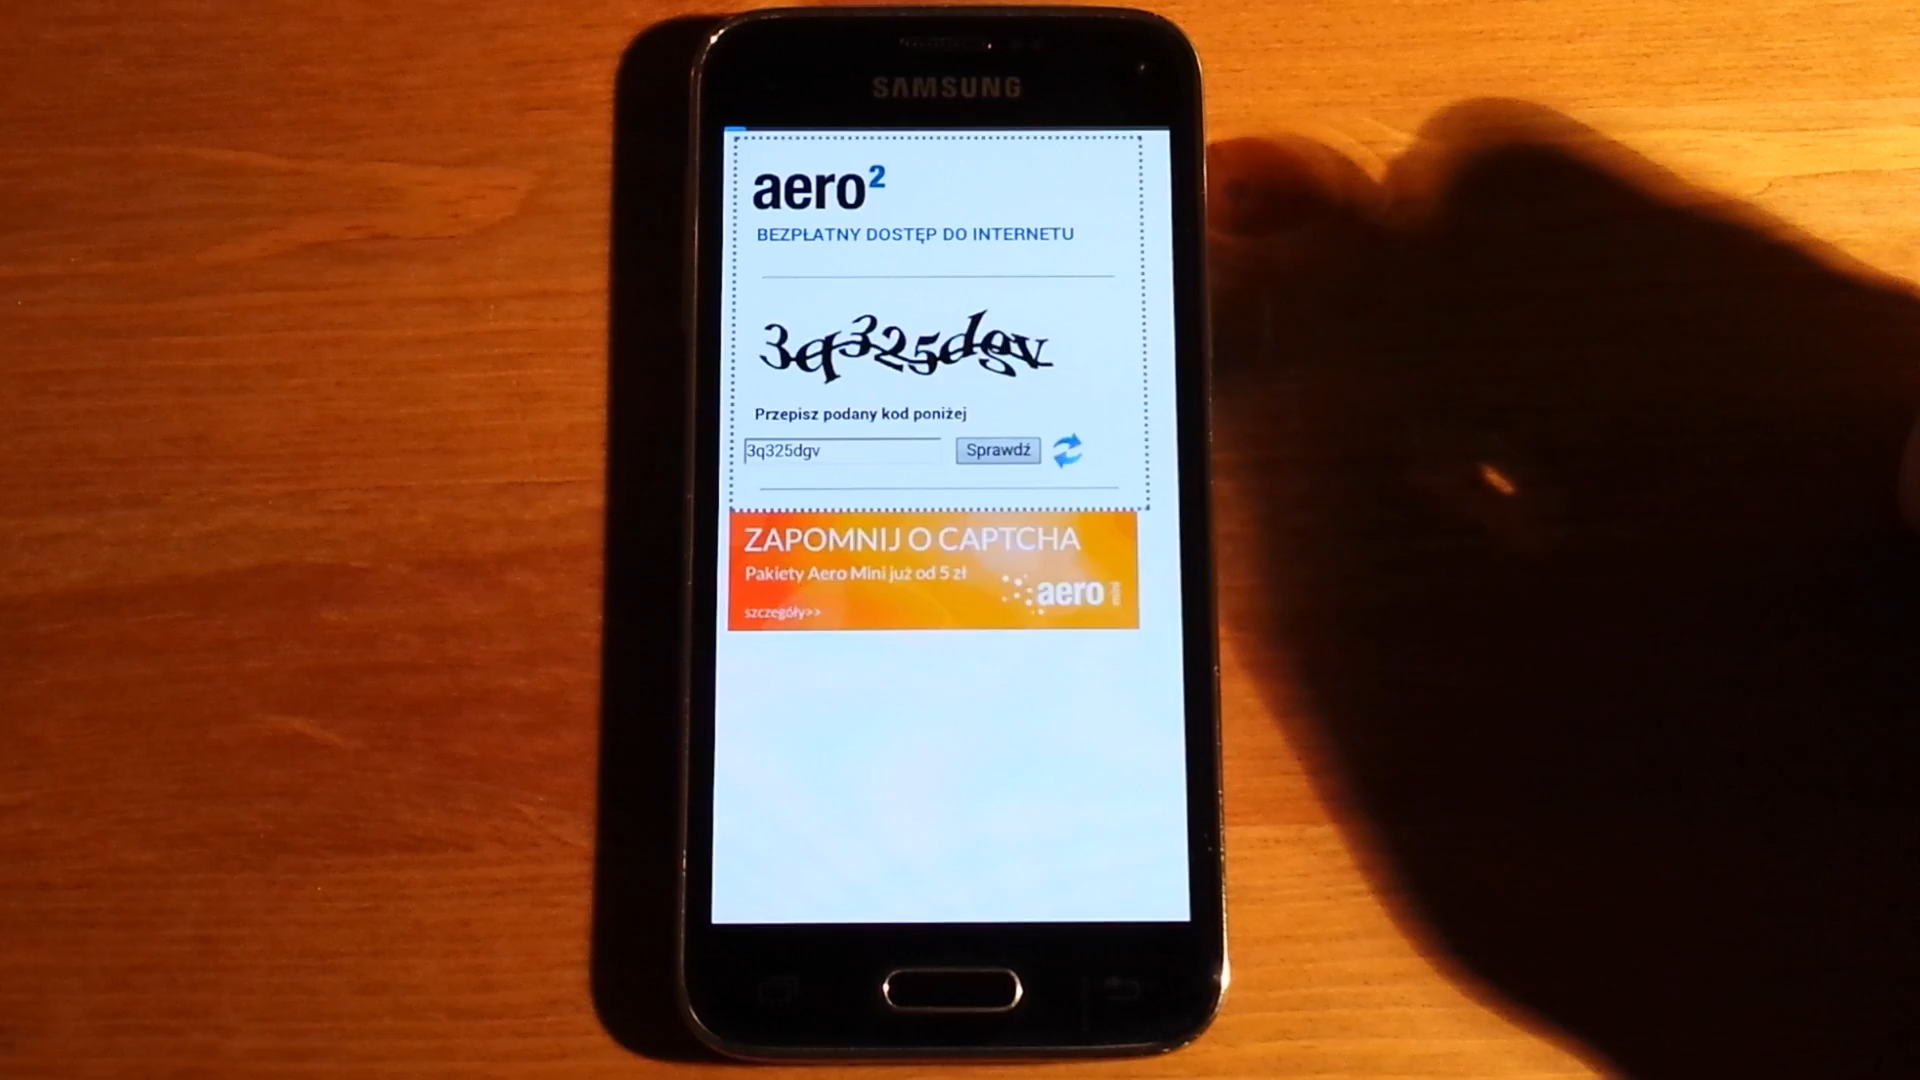 SAMSUNG
aero²
BEZPŁATNY DOSTĘP DO INTERNETU
3q325dgv
Przepisz podany kod poniżej
3q325dgv
Sprawdź
ZAPOMNIJ O CAPTCHA
Pakiety Aero Mini już od 5 zł
aero
szczegóły>>